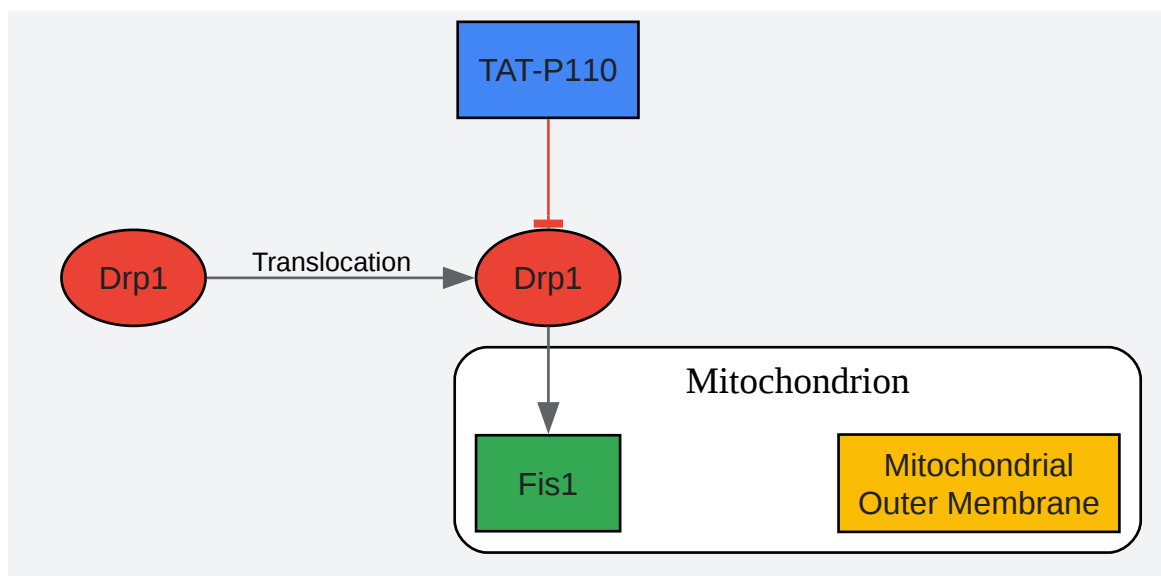 TAT-P110
Translocation
Drp1
Drp1
Mitochondrion
Fis1
Mitochondrial
Outer Membrane